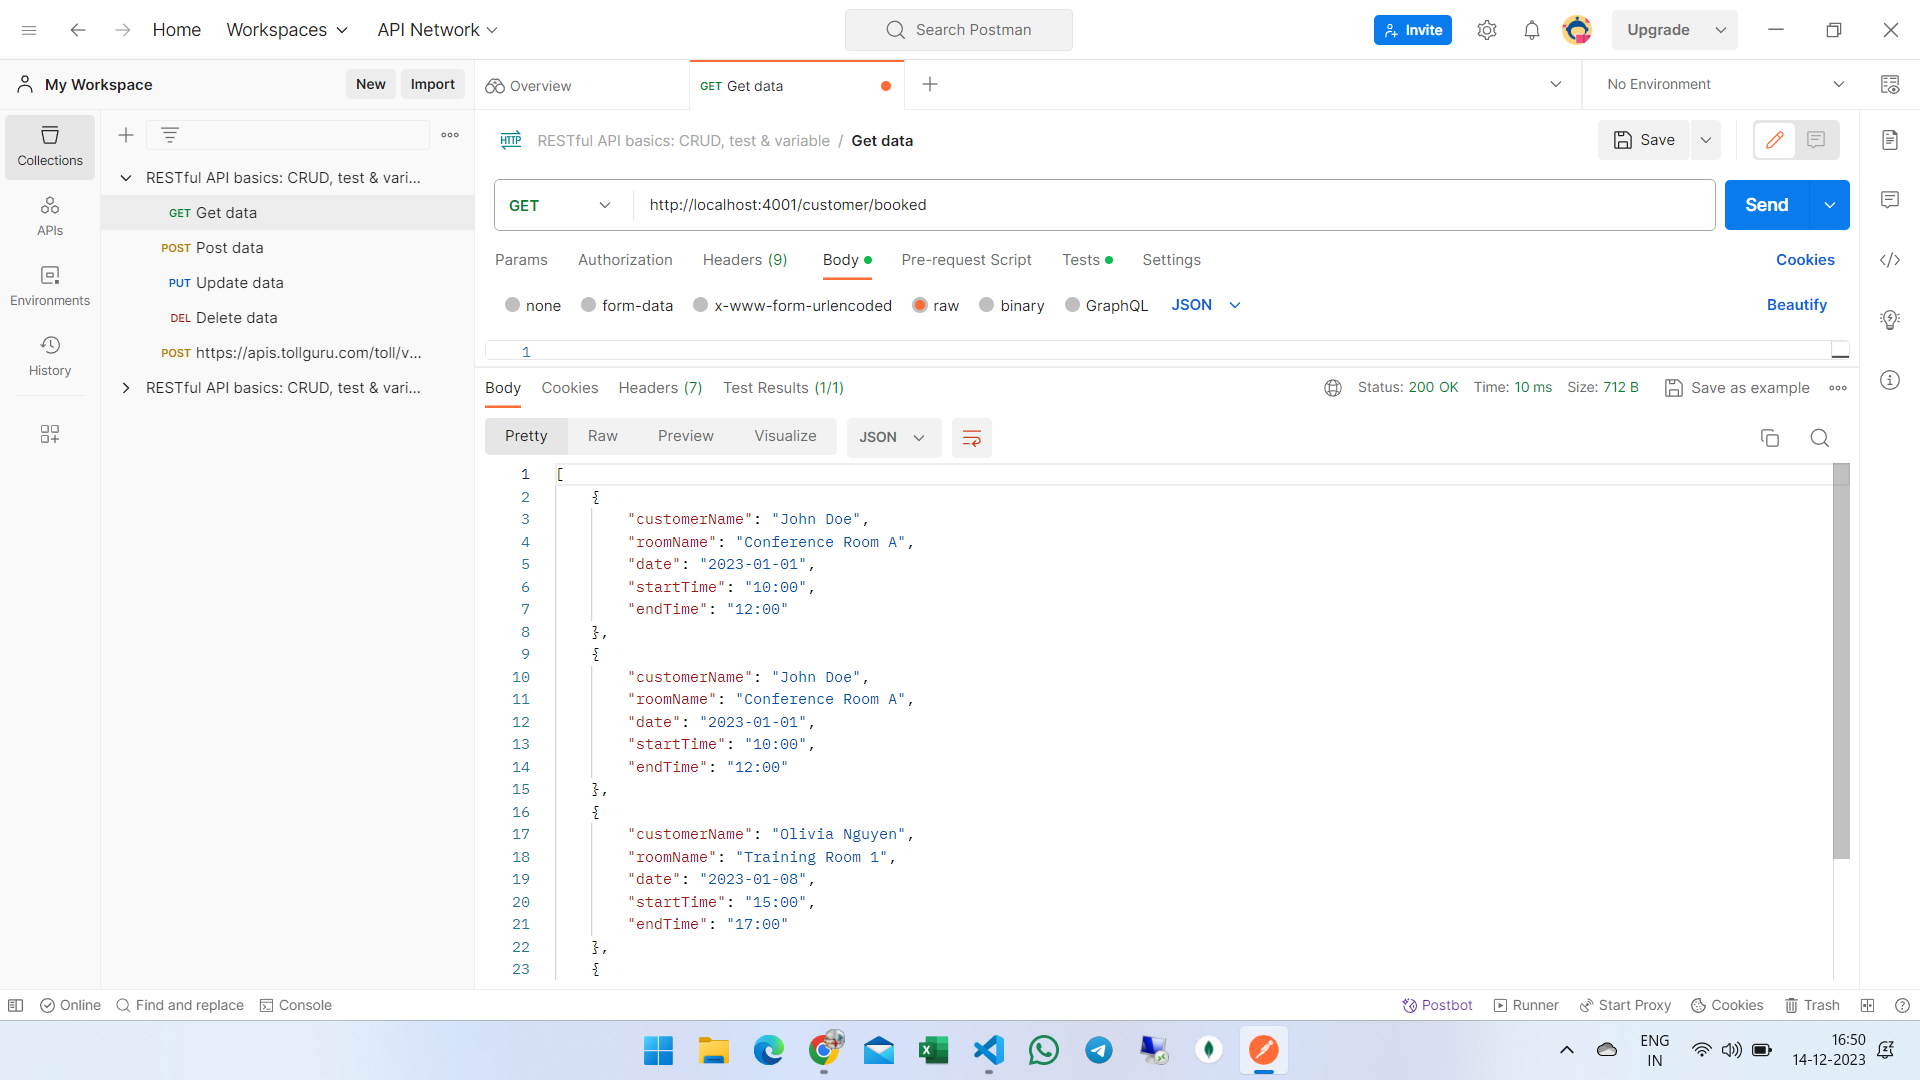 Home
Workspaces
API Network
Search Postman
Invite
Upgrade
My Workspace
New
Import
Overview
GET Get data
No Environment
Collections
APIs
Environments
History
RESTful API basics: CRUD, test & vari...
GET Get data
POST Post data
PUT Update data
DEL Delete data
POST https://apis.tollguru.com/toll/v...
RESTful API basics: CRUD, test & vari...
HTTP RESTful API basics: CRUD, test & variable / Get data
Save
GET
http://localhost:4001/customer/booked
Send
Params Authorization Headers (9) Body Pre-request Script Tests Settings
Cookies
none form-data x-www-form-urlencoded raw binary GraphQL JSON
Beautify
1
Body Cookies Headers (7) Test Results (1/1)
Status: 200 OK Time: 10 ms Size: 712 B Save as example
Pretty Raw Preview Visualize JSON
1 [
2 {
3 "customerName": "John Doe",
4 "roomName": "Conference Room A",
5 "date": "2023-01-01",
6 "startTime": "10:00",
7 "endTime": "12:00"
8 },
9 {
10 "customerName": "John Doe",
11 "roomName": "Conference Room A",
12 "date": "2023-01-01",
13 "startTime": "10:00",
14 "endTime": "12:00"
15 },
16 {
17 "customerName": "Olivia Nguyen",
18 "roomName": "Training Room 1",
19 "date": "2023-01-08",
20 "startTime": "15:00",
21 "endTime": "17:00"
22 },
23 {
Online Find and replace Console
Postbot Runner Start Proxy Cookies Trash
ENG
IN
16:50
14-12-2023